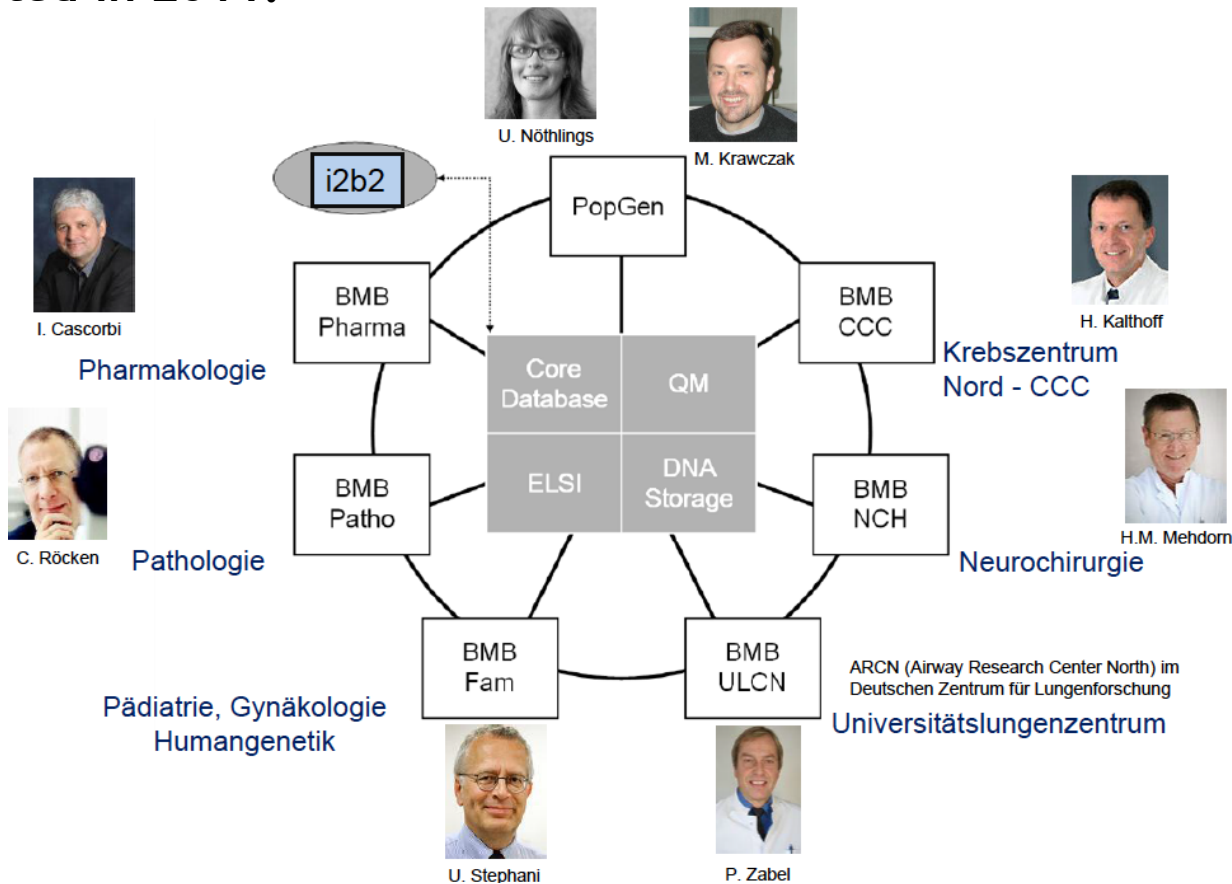 U. Nöthlings
M. Krawczak
i2b2
PopGen
I. Cascorbi
BMB
Pharma
Pharmakologie
BMB
CCC
H. Kalthoff
Krebszentrum
Nord - CCC
Core
Database
QM
ELSI
DNA
Storage
C. Röcken
BMB
Patho
Pathologie
BMB
NCH
H.M. Mehdorn
Neurochirurgie
BMB
Fam
Pädiatrie, Gynäkologie
Humangenetik
U. Stephani
BMB
ULCN
ARCN (Airway Research Center North) im
Deutschen Zentrum für Lungenforschung
Universitätslungenzentrum
P. Zabel